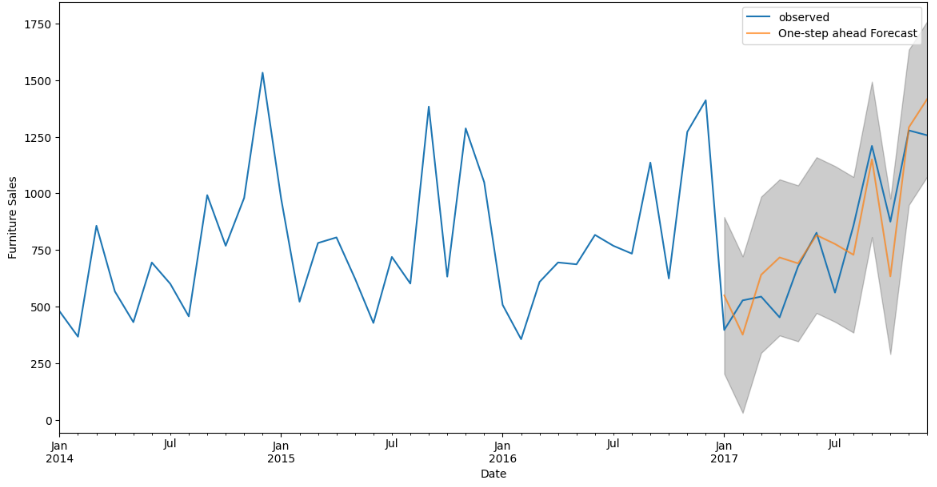 observed
One-step ahead Forecast
Furniture Sales
1750
1500
1250
1000
750
500
250
0
Jan Jul Jan Jul Jan Jul Jan Jul
2014 2015 2016 2017
Date